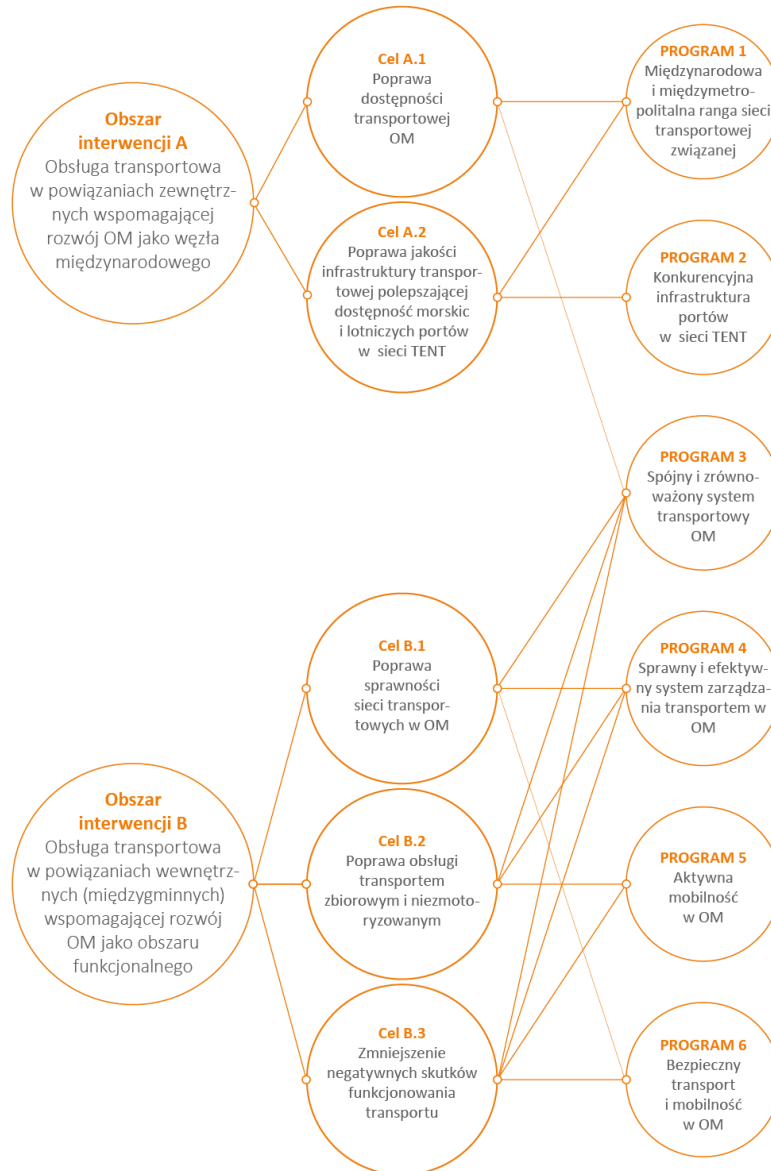 Obszar
interwencji A
Obsługa transportowa
w powiązaniach zewnętrz-
nych wspomagającej
rozwój OM jako węzła
międzynarodowego
Cel A.1
Poprawa
dostępności
transportowej
OM
Cel A.2
Poprawa jakości
infrastruktury transpor-
towej polepszającej
dostępność morskic
i lotniczych portów
w sieci TENT
PROGRAM 1
Międzynarodowa
i międzymetro-
politalna ranga sieci
transportowej
związanej
PROGRAM 2
Konkurencyjna
infrastruktura
portów
w sieci TENT
PROGRAM 3
Spójny i zrówno-
ważony system
transportowy
OM
Obszar
interwencji B
Obsługa transportowa
w powiązaniach wewnętrz-
nych (międzygminnych)
wspomagającej rozwój
OM jako obszaru
funkcjonalnego
Cel B.1
Poprawa
sprawności
sieci transpor-
towych w OM
Cel B.2
Poprawa obsługi
transportem
zbiorowym i niezmoto-
ryzowanym
Cel B.3
Zmniejszenie
negatywnych skutków
funkcjonowania
transportu
PROGRAM 4
Sprawny i efektyw-
ny system zarządza-
nia transportem w
OM
PROGRAM 5
Aktywna
mobilność
w OM
PROGRAM 6
Bezpieczny
transport
i mobilność
w OM